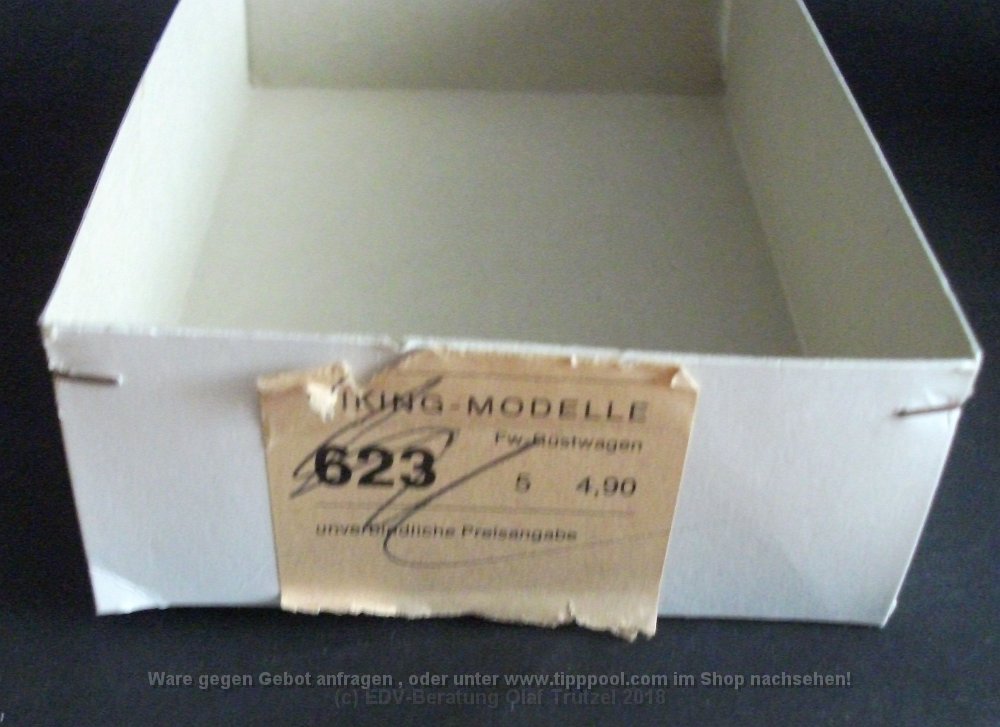 IKING-MODELLE
Fw-Rüstwagen
623
5 4,90
unverbindliche Preisangabe
Ware gegen Gebot anfragen , oder unter www.tipppool.com im Shop nachsehen!
(c) EDV-Beratung Olaf Trutzel 2018